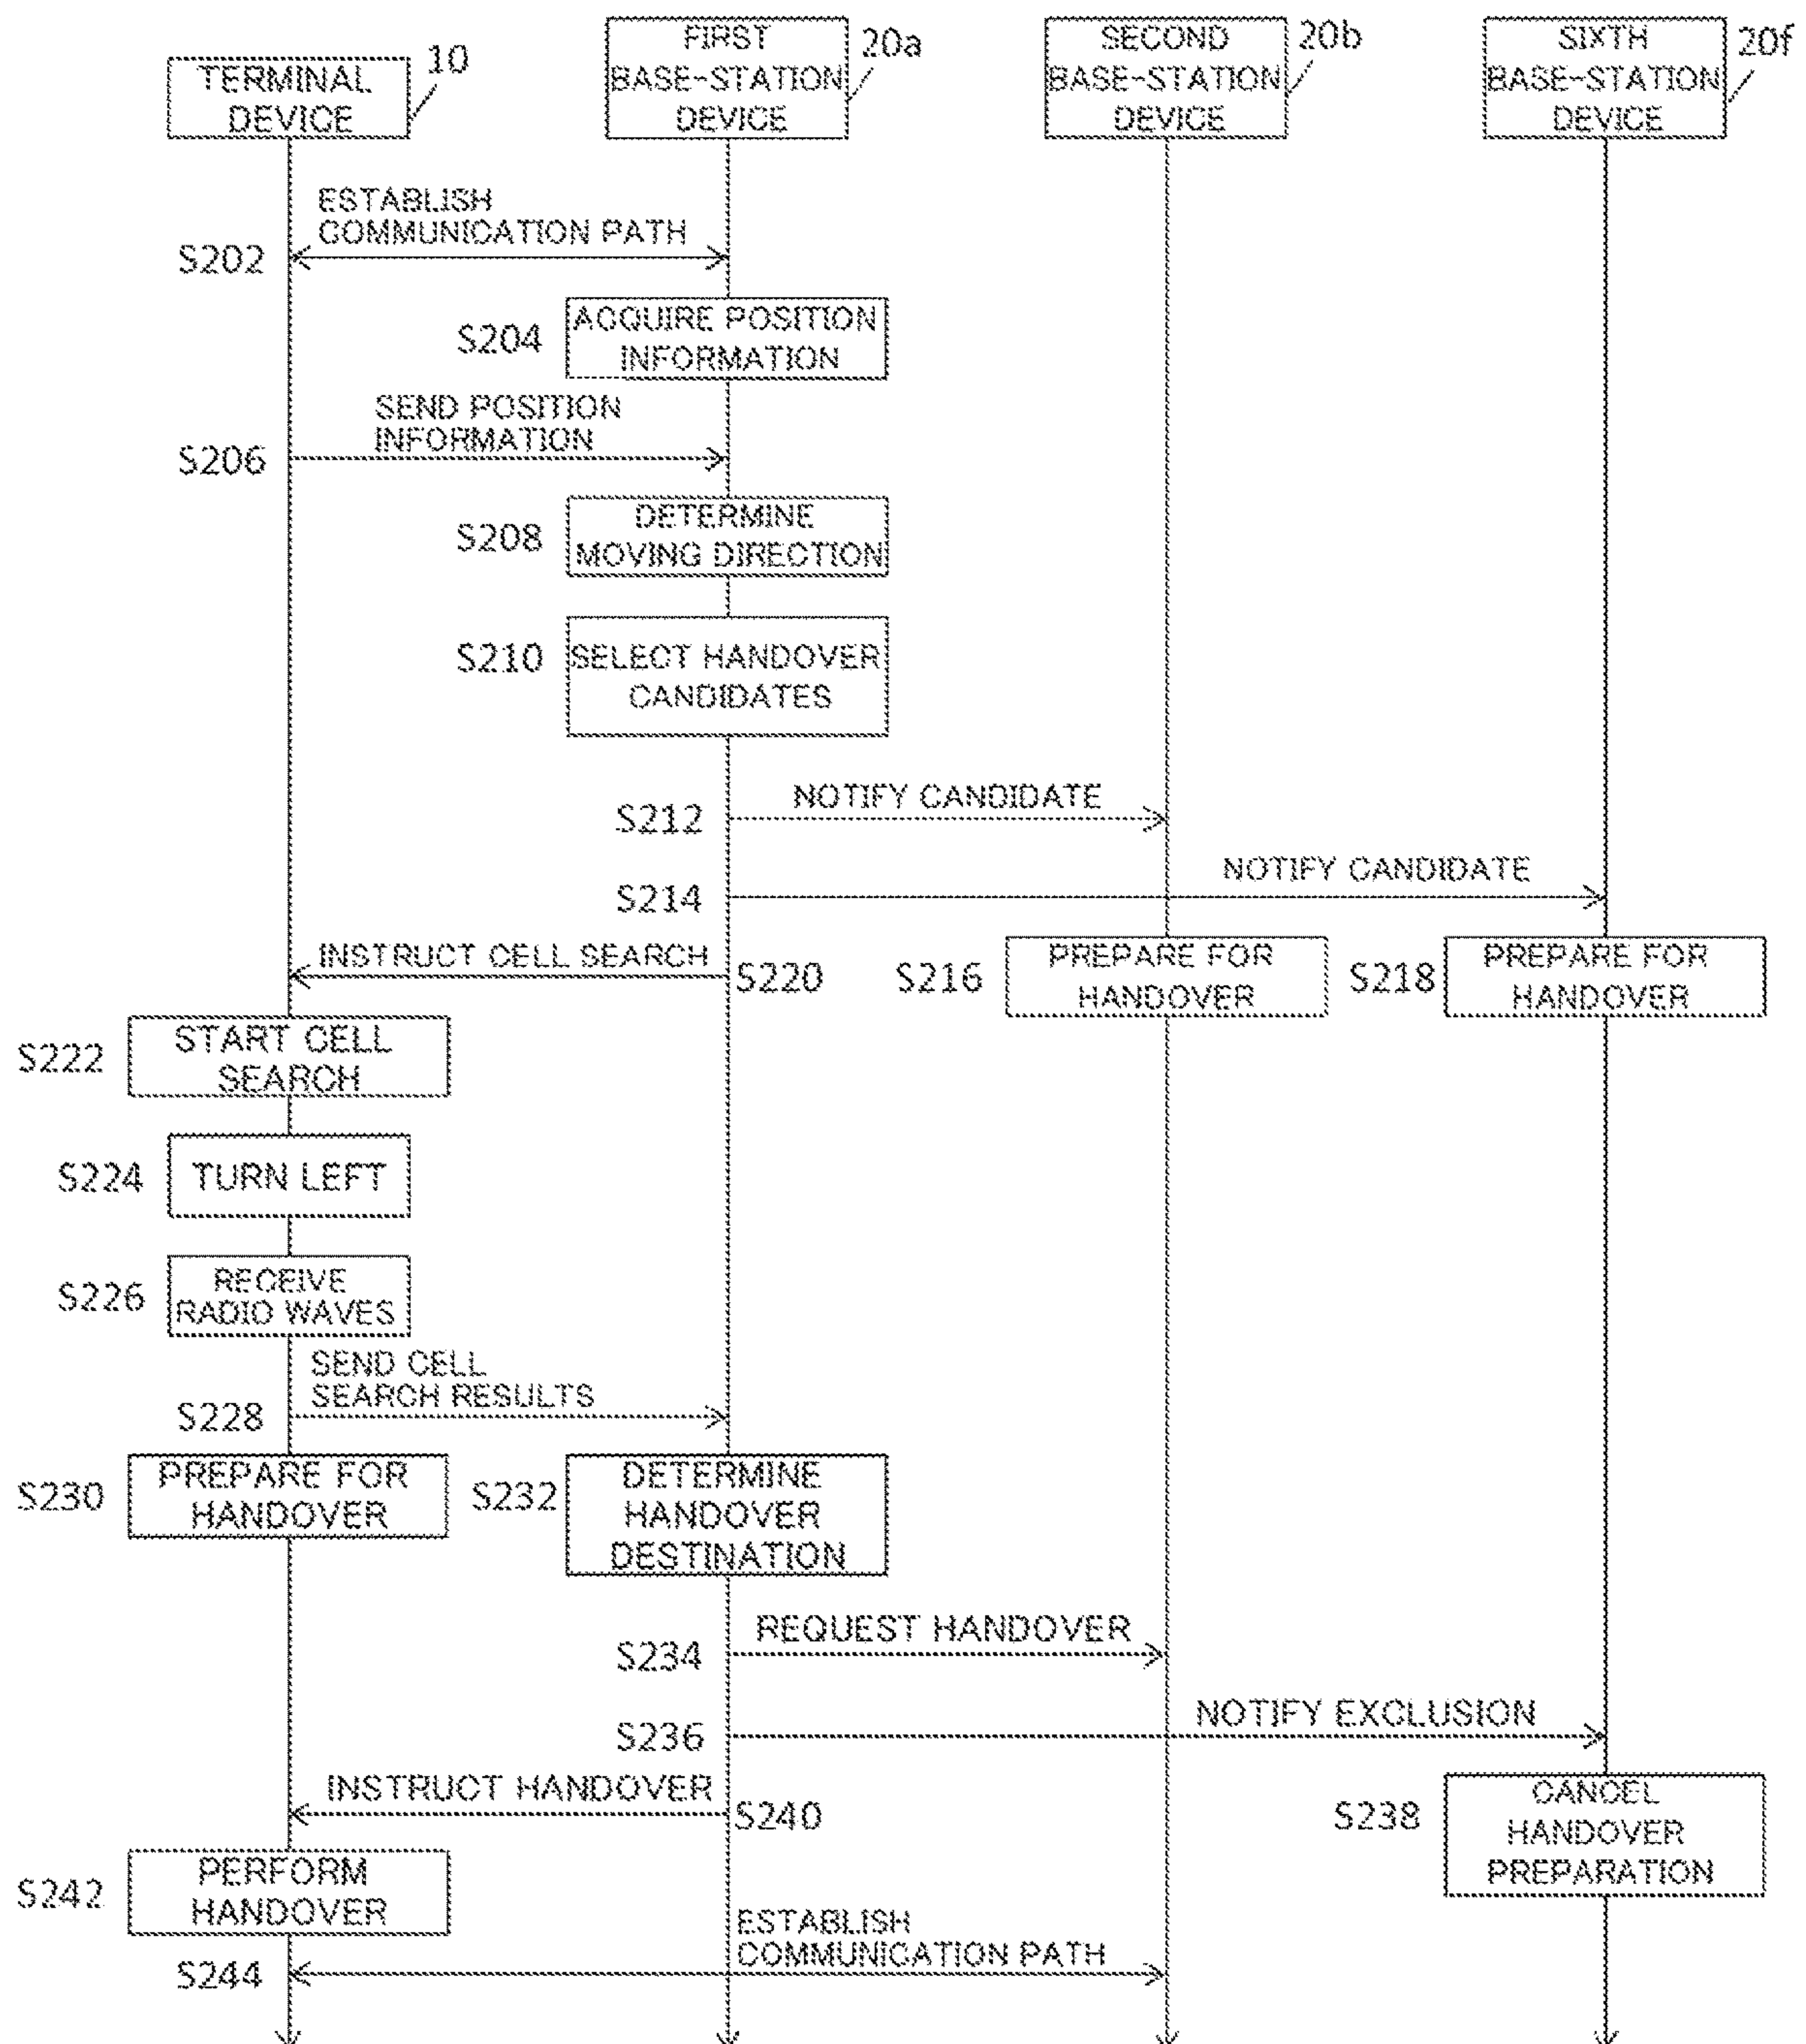 TERMINAL
DEVICE
10
FIRST
BASE-STATION
DEVICE
20a
SECOND
BASE-STATION
DEVICE
20b
SIXTH
BASE-STATION
DEVICE
20f
ESTABLISH
COMMUNICATION PATH
S202
S204
ACQUIRE POSITION
INFORMATION
SEND POSITION
INFORMATION
S206
S208
DETERMINE
MOVING DIRECTION
S210
SELECT HANDOVER
CANDIDATES
NOTIFY CANDIDATE
S212
NOTIFY CANDIDATE
S214
INSTRUCT CELL SEARCH
S220
S216
PREPARE FOR
HANDOVER
S218
PREPARE FOR
HANDOVER
S222
START CELL
SEARCH
S224
TURN LEFT
S226
RECEIVE
RADIO WAVES
SEND CELL
SEARCH RESULTS
S228
S230
PREPARE FOR
HANDOVER
S232
DETERMINE
HANDOVER
DESTINATION
REQUEST HANDOVER
S234
NOTIFY EXCLUSION
S236
INSTRUCT HANDOVER
S240
S238
CANCEL
HANDOVER
PREPARATION
S242
PERFORM
HANDOVER
ESTABLISH
COMMUNICATION PATH
S244